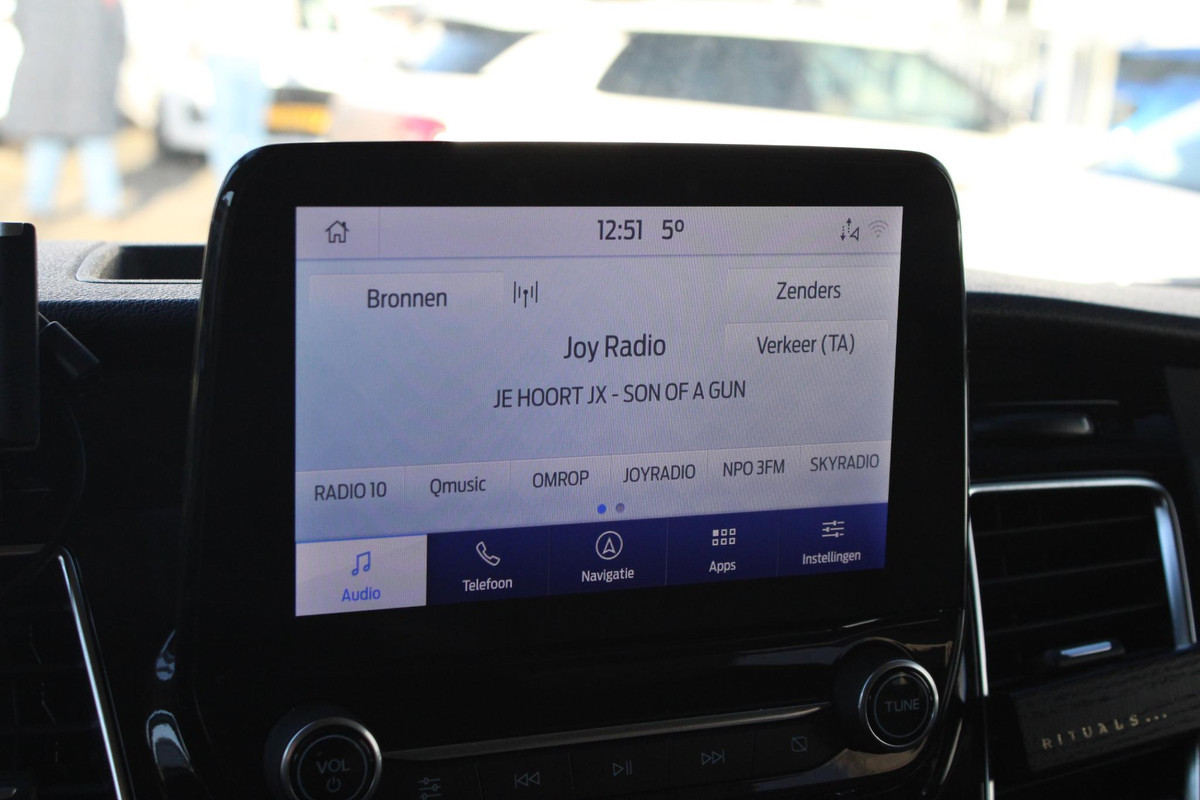 12:51 5º
Bronnen
Zenders
Joy Radio
Verkeer (TA)
JE HOORT JX - SON OF A GUN
RADIO 10 Qmusic OMROP JOYRADIO NPO 3FM SKYRADIO
Audio Telefoon Navigatie Apps Instellingen
VOL
TUNE
RITUALS...